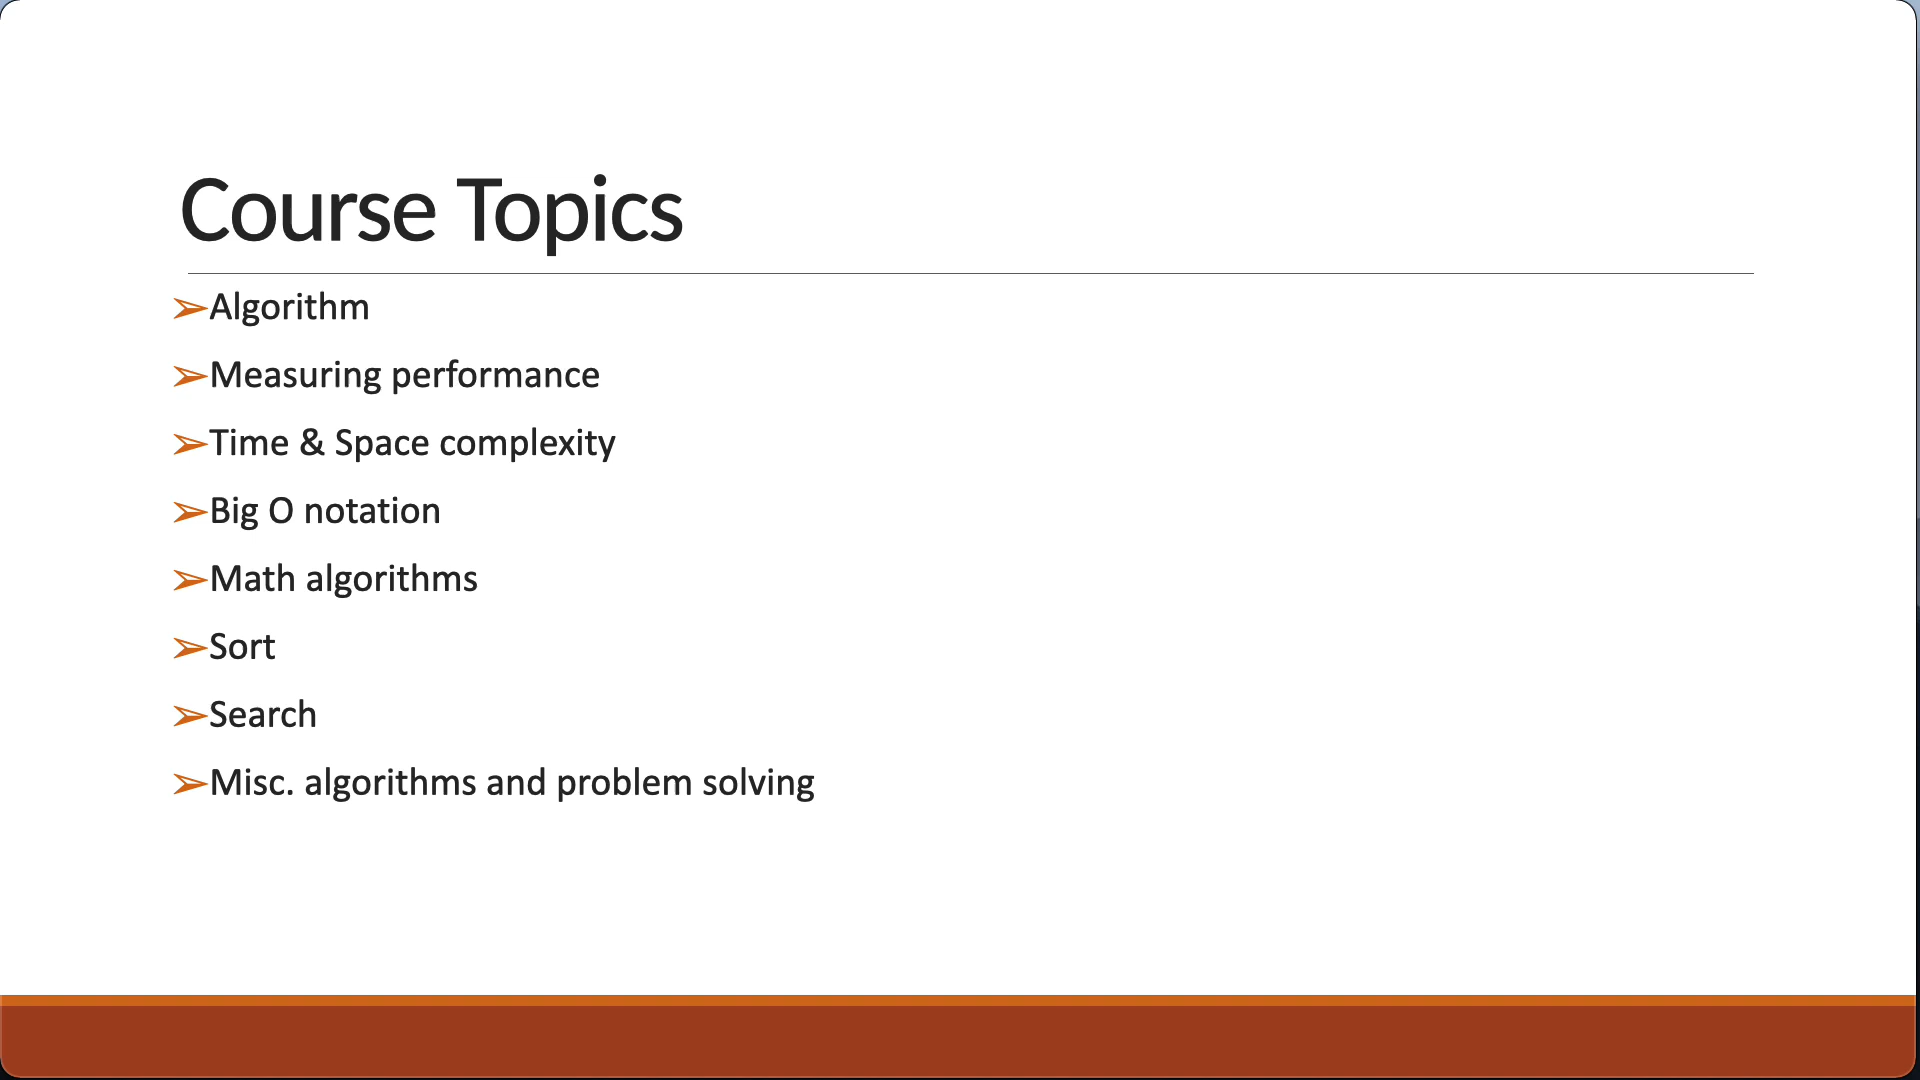 Course Topics
➢Algorithm
➢Measuring performance
➢Time & Space complexity
➢Big O notation
➢Math algorithms
➢Sort
➢Search
➢Misc. algorithms and problem solving